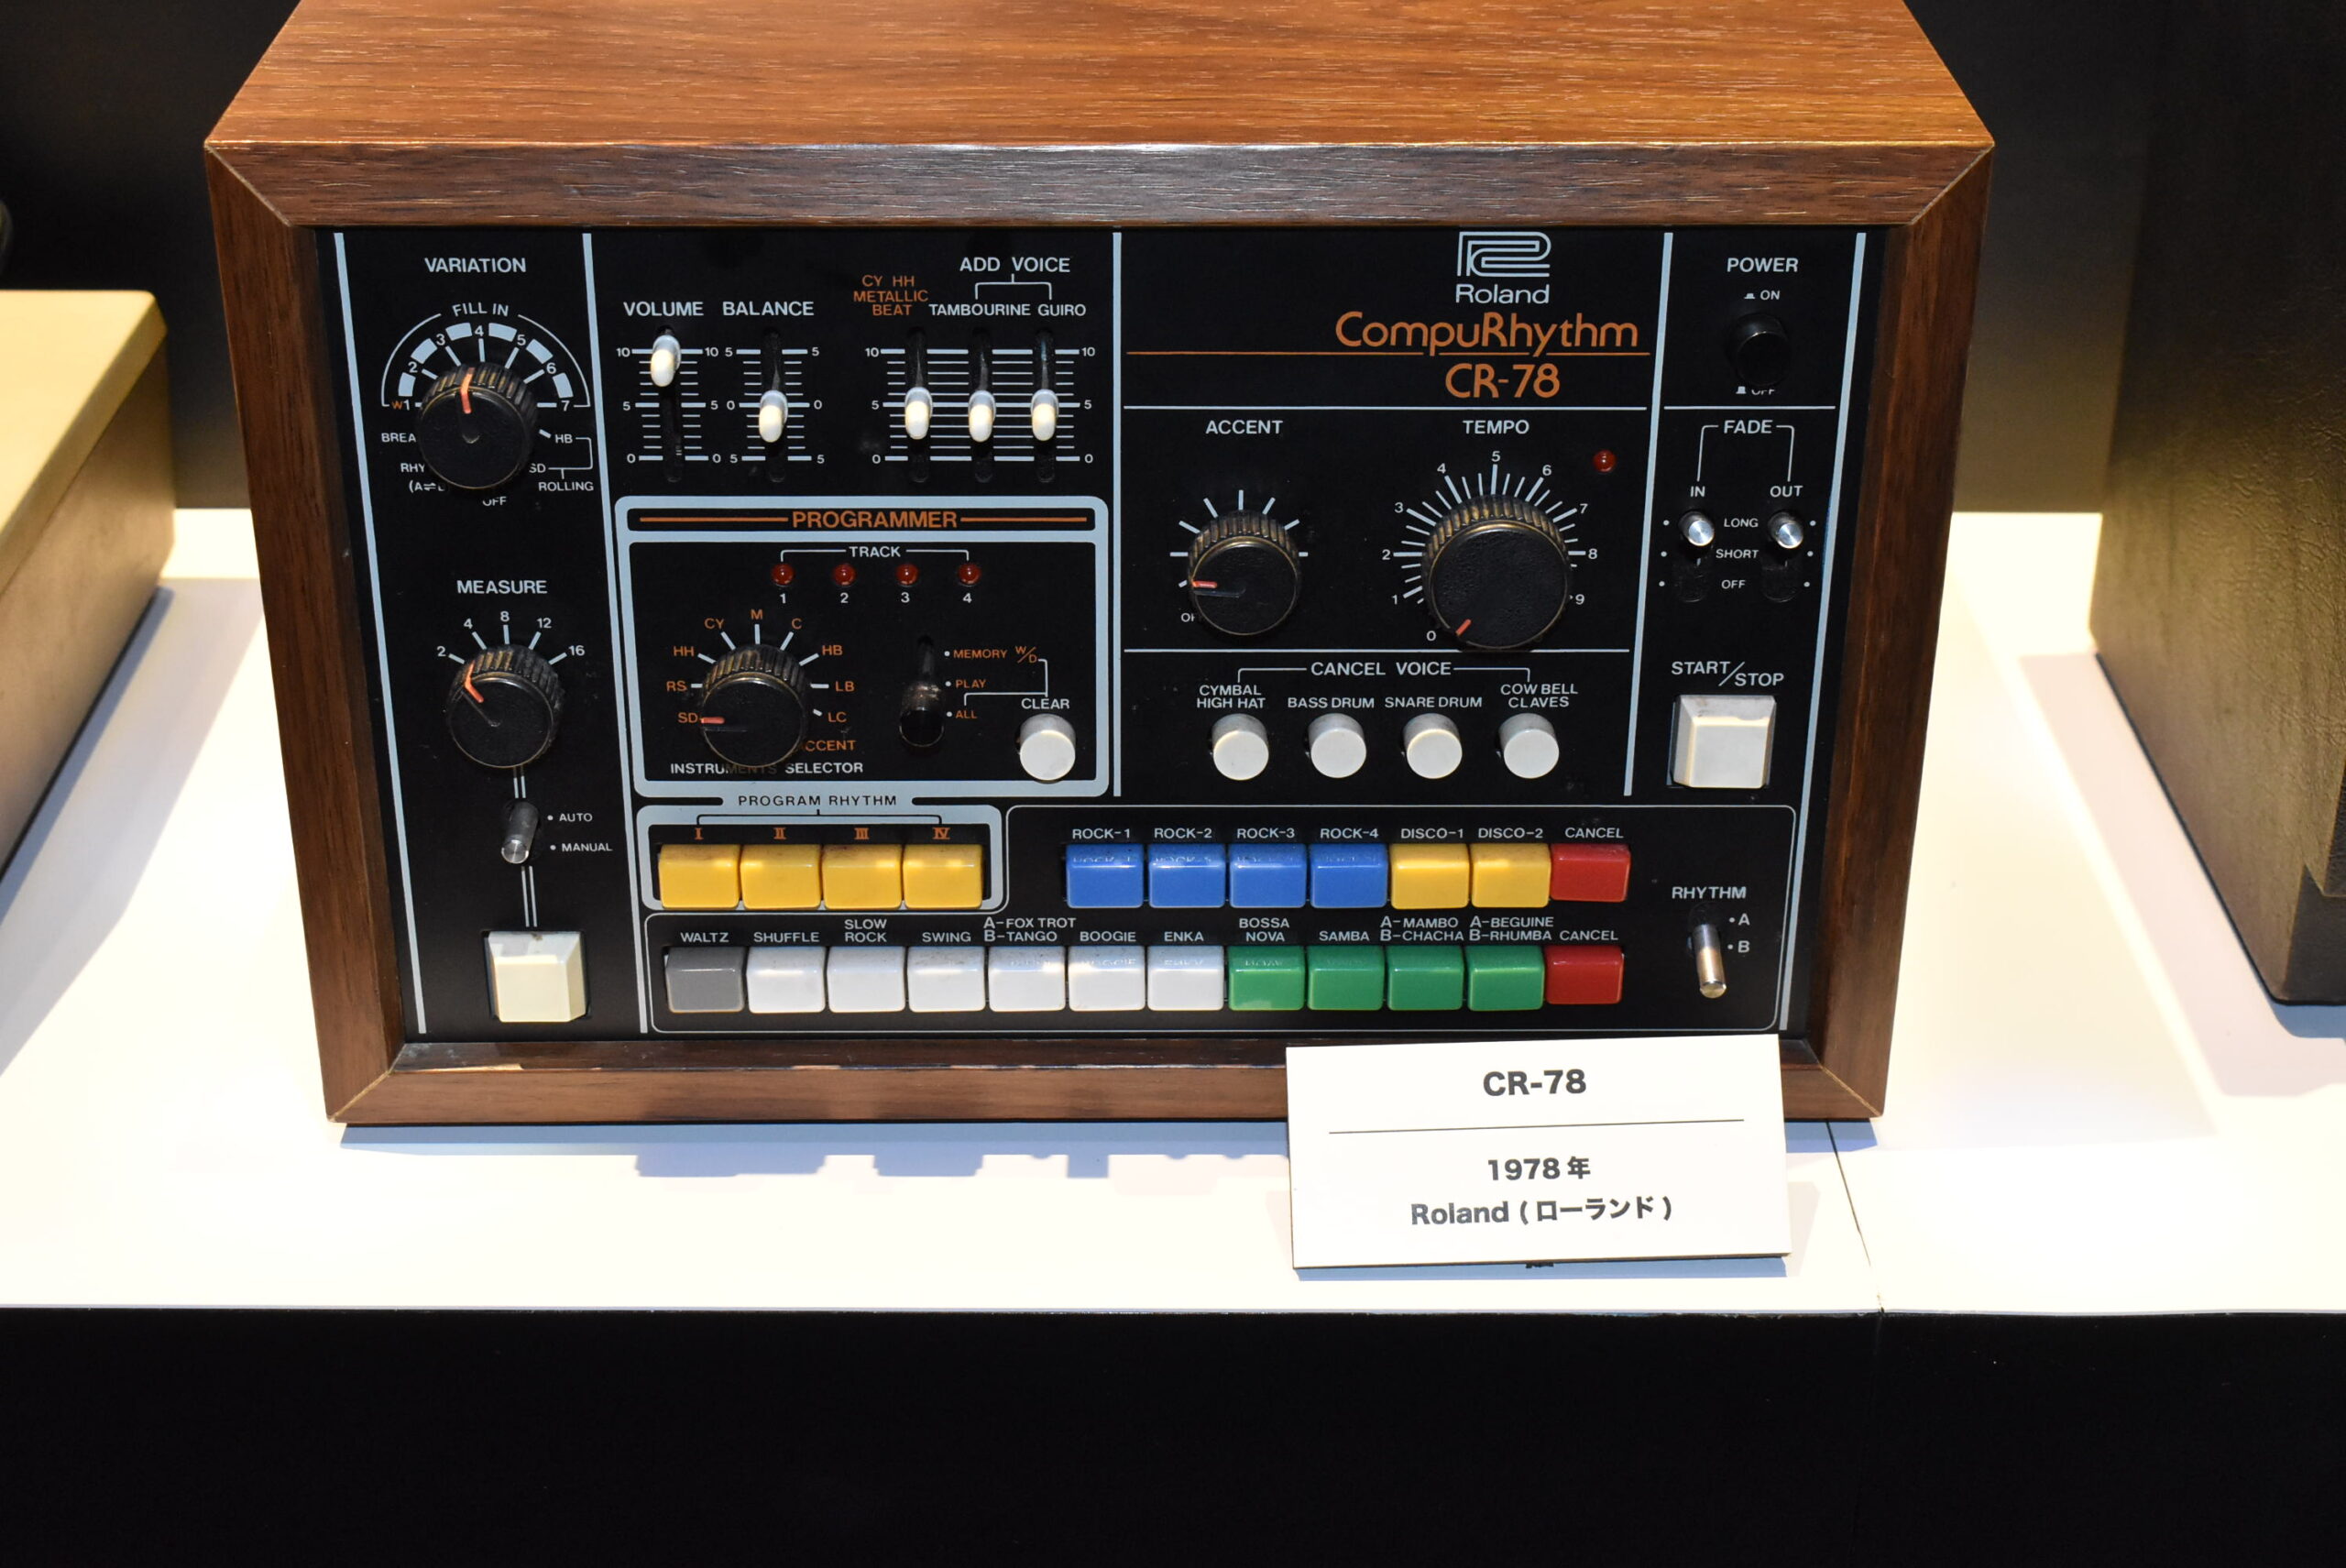 VARIATION
FILL IN
W1 2 3 4 5 6 7
HB
SD
ROLLING
OFF
MEASURE
2 4 8 12 16
AUTO
MANUAL
VOLUME BALANCE
10 10 5 5
5 5 0 0
0 0 5 5
CY HH
METALLIC
BEAT
ADD VOICE
TAMBOURINE GUIRO
10 10
5 5
0 0
PROGRAMMER
TRACK
1 2 3 4
SD RS HH CY M C HB LB LC
INSTRUMENTS SELECTOR
MEMORY W/D
PLAY
ALL
CLEAR
Roland
CompuRhythm
CR-78
ACCENT
TEMPO
0 1 2 3 4 5 6 7 8 9
CANCEL VOICE
CYMBAL
HIGH HAT
BASS DRUM
SNARE DRUM
COW BELL
CLAVES
POWER
ON
OFF
FADE
IN OUT
LONG
SHORT
OFF
START/STOP
PROGRAM RHYTHM
I II III IV
ROCK-1 ROCK-2 ROCK-3 ROCK-4 DISCO-1 DISCO-2 CANCEL
WALTZ
SHUFFLE
SLOW
ROCK
SWING
A-FOX TROT
B-TANGO
BOOGIE
ENKA
BOSSA
NOVA
SAMBA
A-MAMBO
B-CHACHA
A-BEGUINE
B-RHUMBA
CANCEL
RHYTHM
A
B
CR-78
1978年
Roland (ローランド)